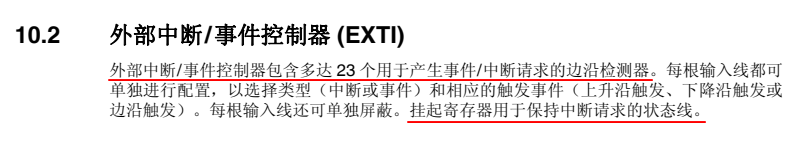 10.2 外部中断/事件控制器 (EXTI)
外部中断/事件控制器包含多达 23 个用于产生事件/中断请求的边沿检测器。每根输入线都可
单独进行配置，以选择类型（中断或事件）和相应的触发事件（上升沿触发、下降沿触发或
边沿触发）。每根输入线还可单独屏蔽。挂起寄存器用于保持中断请求的状态线。